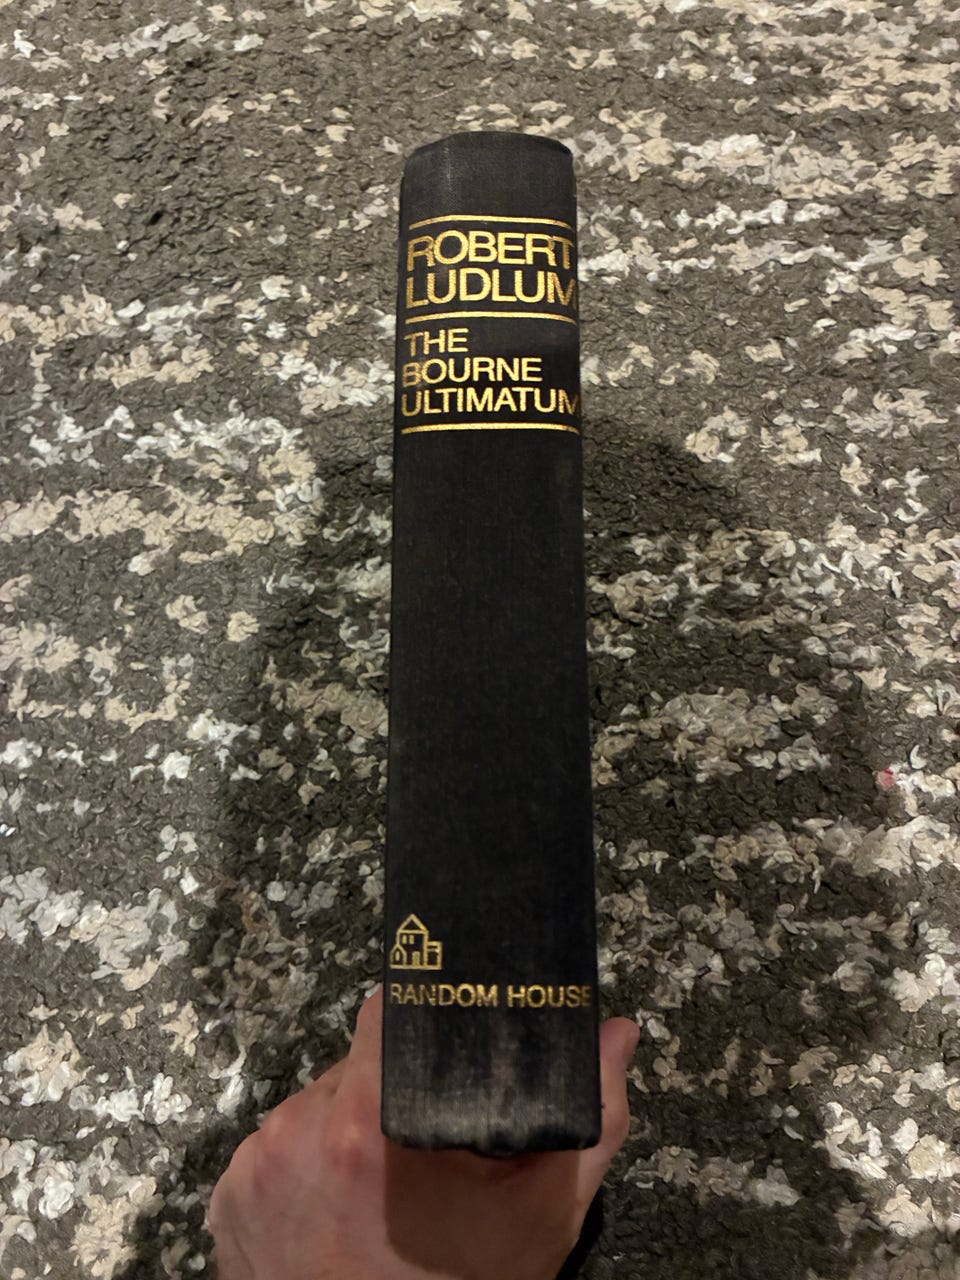 ROBERT
LUDLUM
THE
BOURNE
ULTIMATUM
RANDOM HOUSE